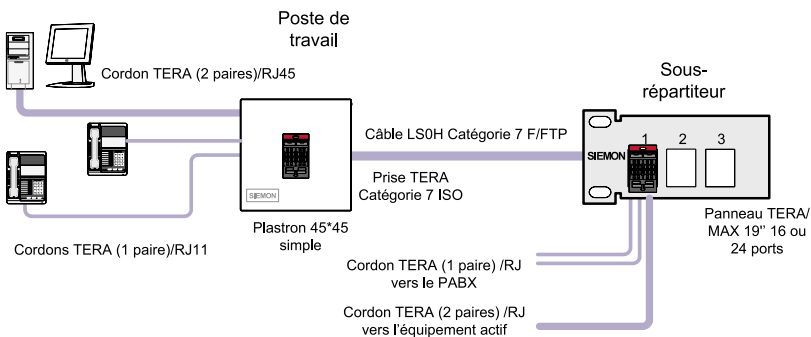 Poste de
travail
Cordon TERA (2 paires)/RJ45
Sous-
répartiteur
Câble LS0H Catégorie 7 F/FTP
1 2 3
SIEMON
Prise TERA
Catégorie 7 ISO
SIEMON
Plastron 45*45
simple
Panneau TERA/
MAX 19" 16 ou
24 ports
Cordons TERA (1 paire)/RJ11
Cordon TERA (1 paire) /RJ
vers le PABX
Cordon TERA (2 paires) /RJ
vers l'équipement actif